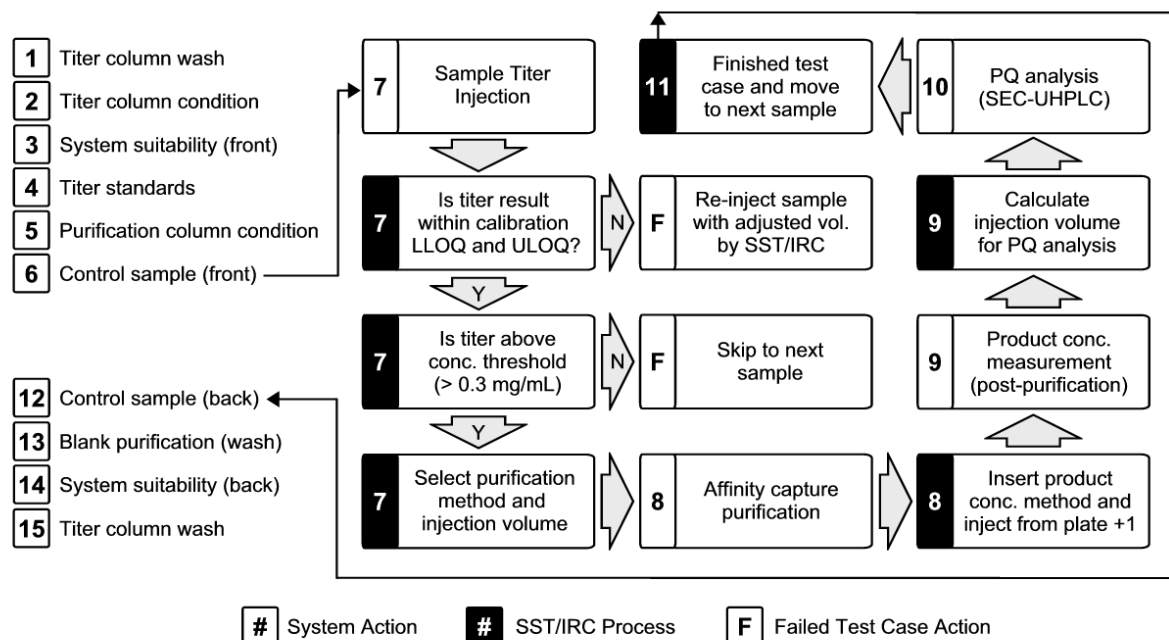 1 Titer column wash
2 Titer column condition
3 System suitability (front)
4 Titer standards
5 Purification column condition
6 Control sample (front)
7 Sample Titer
Injection
7 Is titer result
within calibration
LLOQ and ULOQ?
N
F Re-inject sample
with adjusted vol.
by SST/IRC
Y
7 Is titer above
conc. threshold
(> 0.3 mg/mL)
N
F Skip to next
sample
Y
7 Select purification
method and
injection volume
8 Affinity capture
purification
8 Insert product
conc. method and
inject from plate +1
9 Product conc.
measurement
(post-purification)
9 Calculate
injection volume
for PQ analysis
10 PQ analysis
(SEC-UHPLC)
11 Finished test
case and move
to next sample
12 Control sample (back)
13 Blank purification (wash)
14 System suitability (back)
15 Titer column wash
# System Action
# SST/IRC Process
F Failed Test Case Action